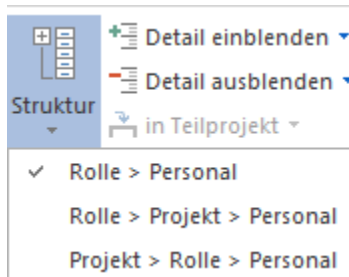 Detail einblenden
Detail ausblenden
Struktur
in Teilprojekt
Rolle > Personal
Rolle > Projekt > Personal
Projekt > Rolle > Personal